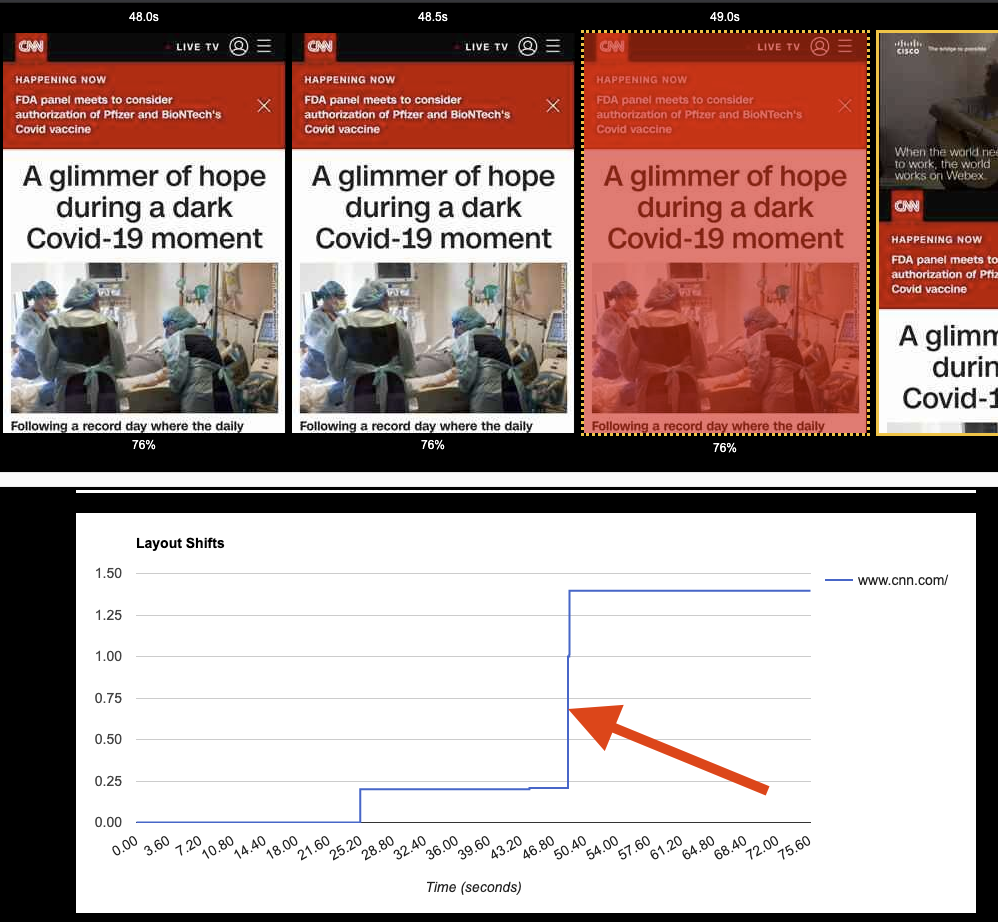 48.0s
48.5s
49.0s
CNN
LIVE TV
HAPPENING NOW
FDA panel meets to consider
authorization of Pfizer and BioNTech's
Covid vaccine
A glimmer of hope
during a dark
Covid-19 moment
Following a record day where the daily
76%
CNN
LIVE TV
HAPPENING NOW
FDA panel meets to consider
authorization of Pfizer and BioNTech's
Covid vaccine
A glimmer of hope
during a dark
Covid-19 moment
Following a record day where the daily
76%
CNN
LIVE TV
HAPPENING NOW
FDA panel meets to consider
authorization of Pfizer and BioNTech's
Covid vaccine
A glimmer of hope
during a dark
Covid-19 moment
Following a record day where the daily
76%
CISCO
The bridge to possible
When the world nee
to work, the world
works on Webex.
CNN
HAPPENING NOW
FDA panel meets to
authorization of Pfiz
Covid vaccine
A glimm
durin
Covid-1
Layout Shifts
1.50
1.25
1.00
0.75
0.50
0.25
0.00
www.cnn.com/
0.00 3.60 7.20 10.80 14.40 18.00 21.60 25.20 28.80 32.40 36.00 39.60 43.20 46.80 50.40 54.00 57.60 61.20 64.80 68.40 72.00 75.60
Time (seconds)